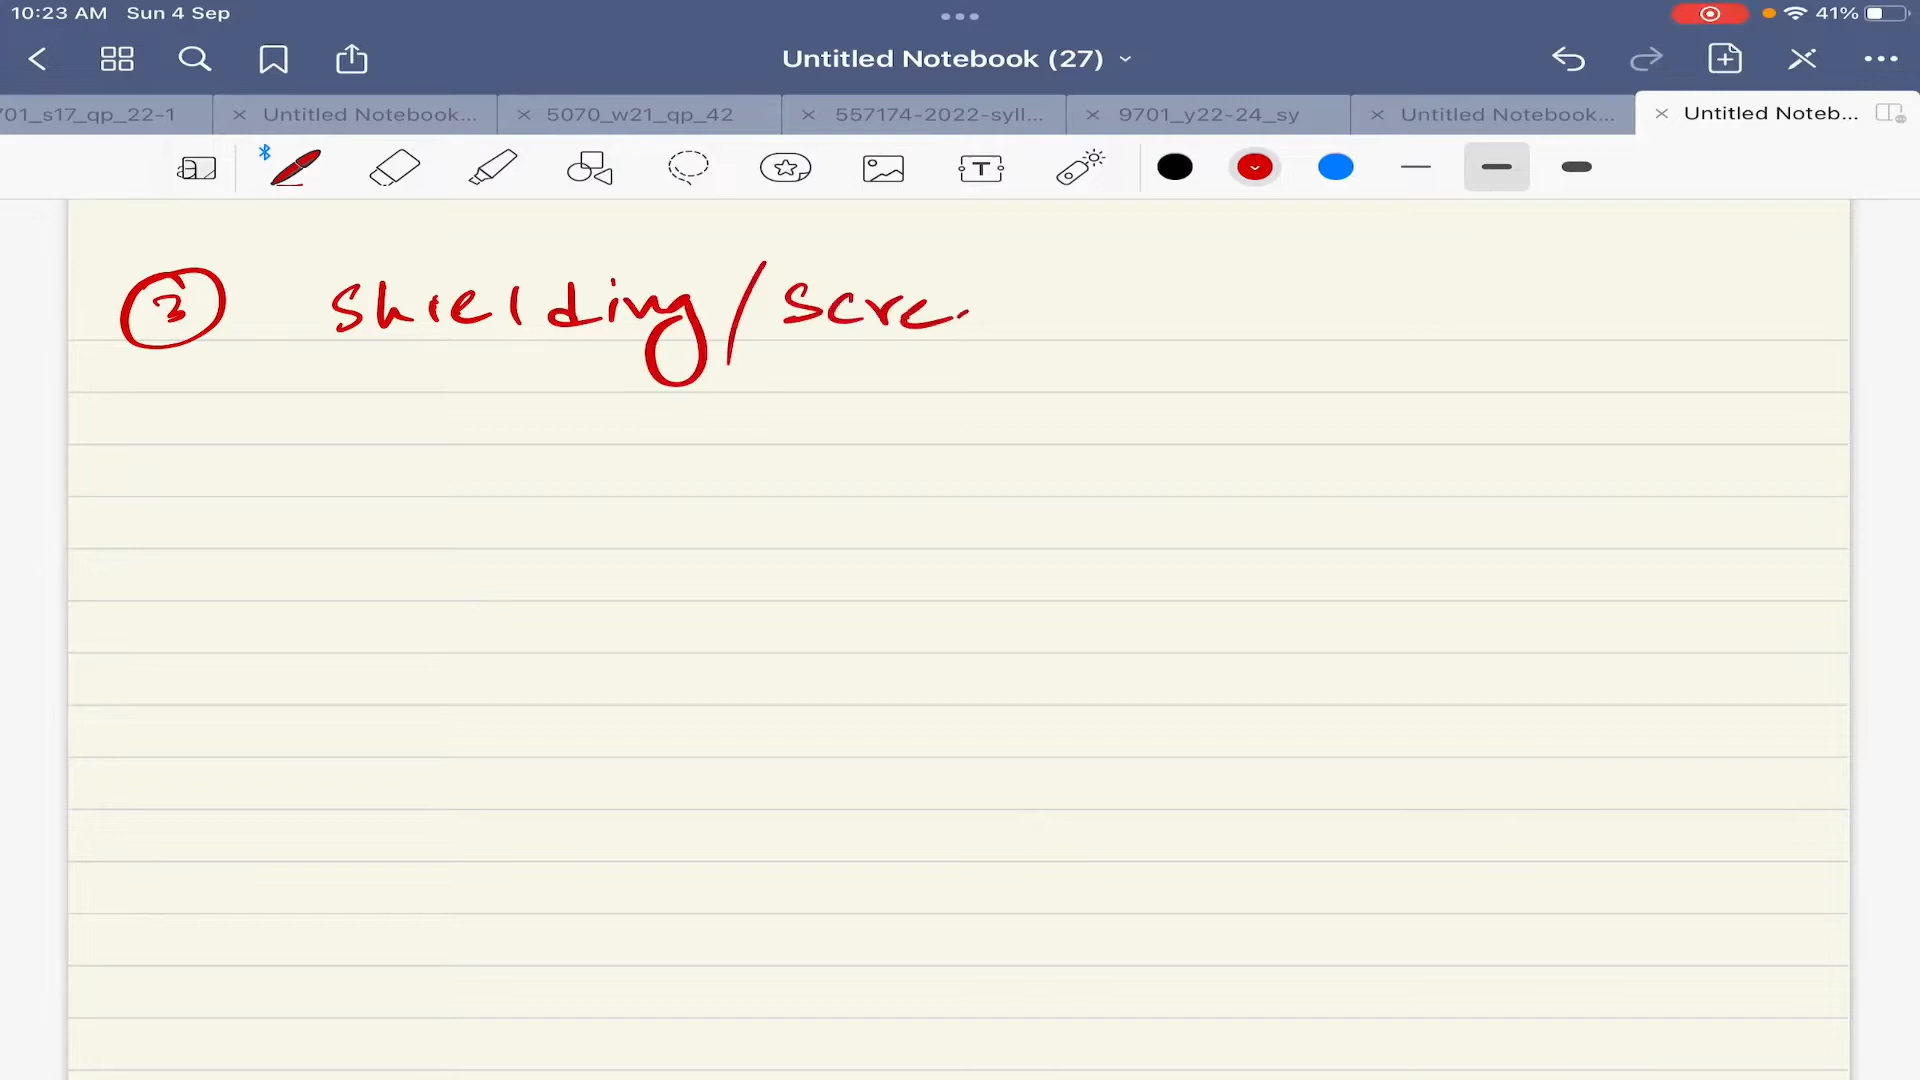 10:23 AM Sun 4 Sep
41%
Untitled Notebook (27)
701_s17_qp_22-1
Untitled Notebook...
5070_w21_qp_42
557174-2022-syll...
9701_y22-24_sy
Untitled Notebook...
Untitled Noteb...
a
T
③ shielding/scre